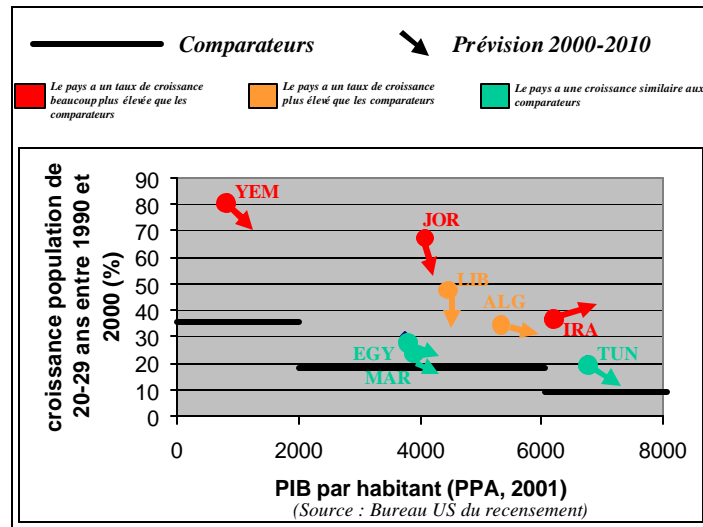 Comparateurs
Prévision 2000-2010
Le pays a un taux de croissance
beaucoup plus élevée que les
comparateurs
Le pays a un taux de croissance
plus élevé que les comparateurs
Le pays a une croissance similaire aux
comparateurs
croissance population de
20-29 ans entre 1990 et
2000 (%)
90
80
70
60
50
40
30
20
10
0
YEM
JOR
LIB
ALG
IRA
EGY
MAR
TUN
0
2000
4000
6000
8000
PIB par habitant (PPA, 2001)
(Source : Bureau US du recensement)